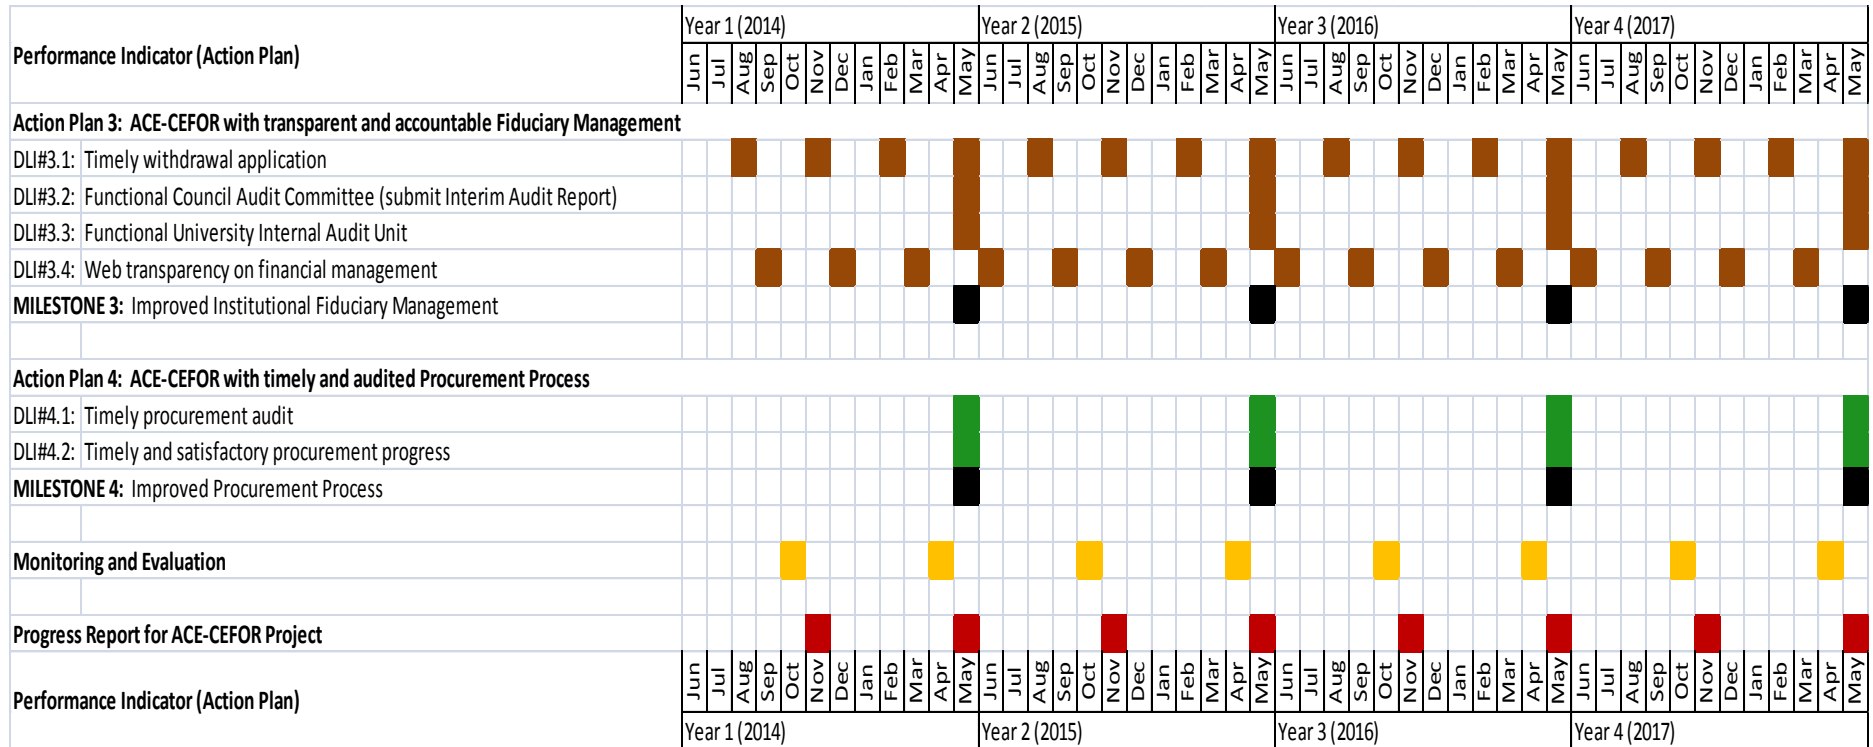 Performance Indicator (Action Plan)
Year 1 (2014) Year 2 (2015) Year 3 (2016) Year 4 (2017)
Jun Jul Aug Sep Oct Nov Dec Jan Feb Mar Apr May Jun Jul Aug Sep Oct Nov Dec Jan Feb Mar Apr May Jun Jul Aug Sep Oct Nov Dec Jan Feb Mar Apr May Jun Jul Aug Sep Oct Nov Dec Jan Feb Mar Apr May
Action Plan 3: ACE-CEFOR with transparent and accountable Fiduciary Management
DLI#3.1: Timely withdrawal application
DLI#3.2: Functional Council Audit Committee (submit Interim Audit Report)
DLI#3.3: Functional University Internal Audit Unit
DLI#3.4: Web transparency on financial management
MILESTONE 3: Improved Institutional Fiduciary Management
Action Plan 4: ACE-CEFOR with timely and audited Procurement Process
DLI#4.1: Timely procurement audit
DLI#4.2: Timely and satisfactory procurement progress
MILESTONE 4: Improved Procurement Process
Monitoring and Evaluation
Progress Report for ACE-CEFOR Project
Performance Indicator (Action Plan)
Jun Jul Aug Sep Oct Nov Dec Jan Feb Mar Apr May Jun Jul Aug Sep Oct Nov Dec Jan Feb Mar Apr May Jun Jul Aug Sep Oct Nov Dec Jan Feb Mar Apr May Jun Jul Aug Sep Oct Nov Dec Jan Feb Mar Apr May
Year 1 (2014) Year 2 (2015) Year 3 (2016) Year 4 (2017)